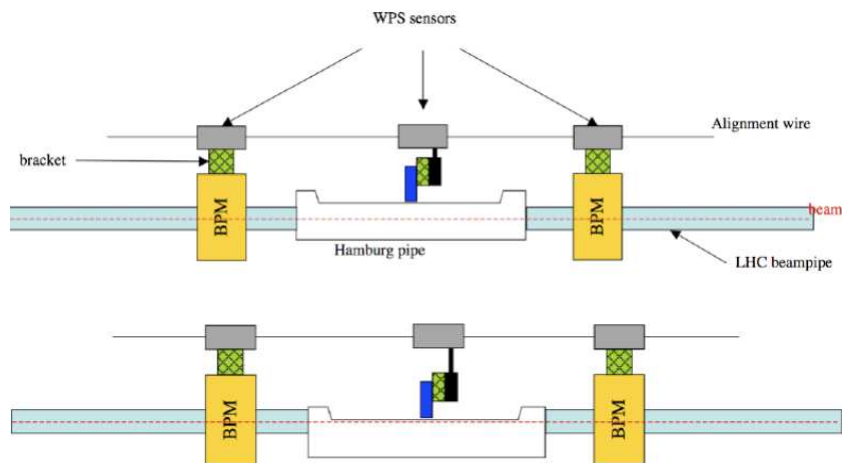 WPS sensors
Alignment wire
bracket
BPM
BPM
beam
Hamburg pipe
LHC beampipe
BPM
BPM